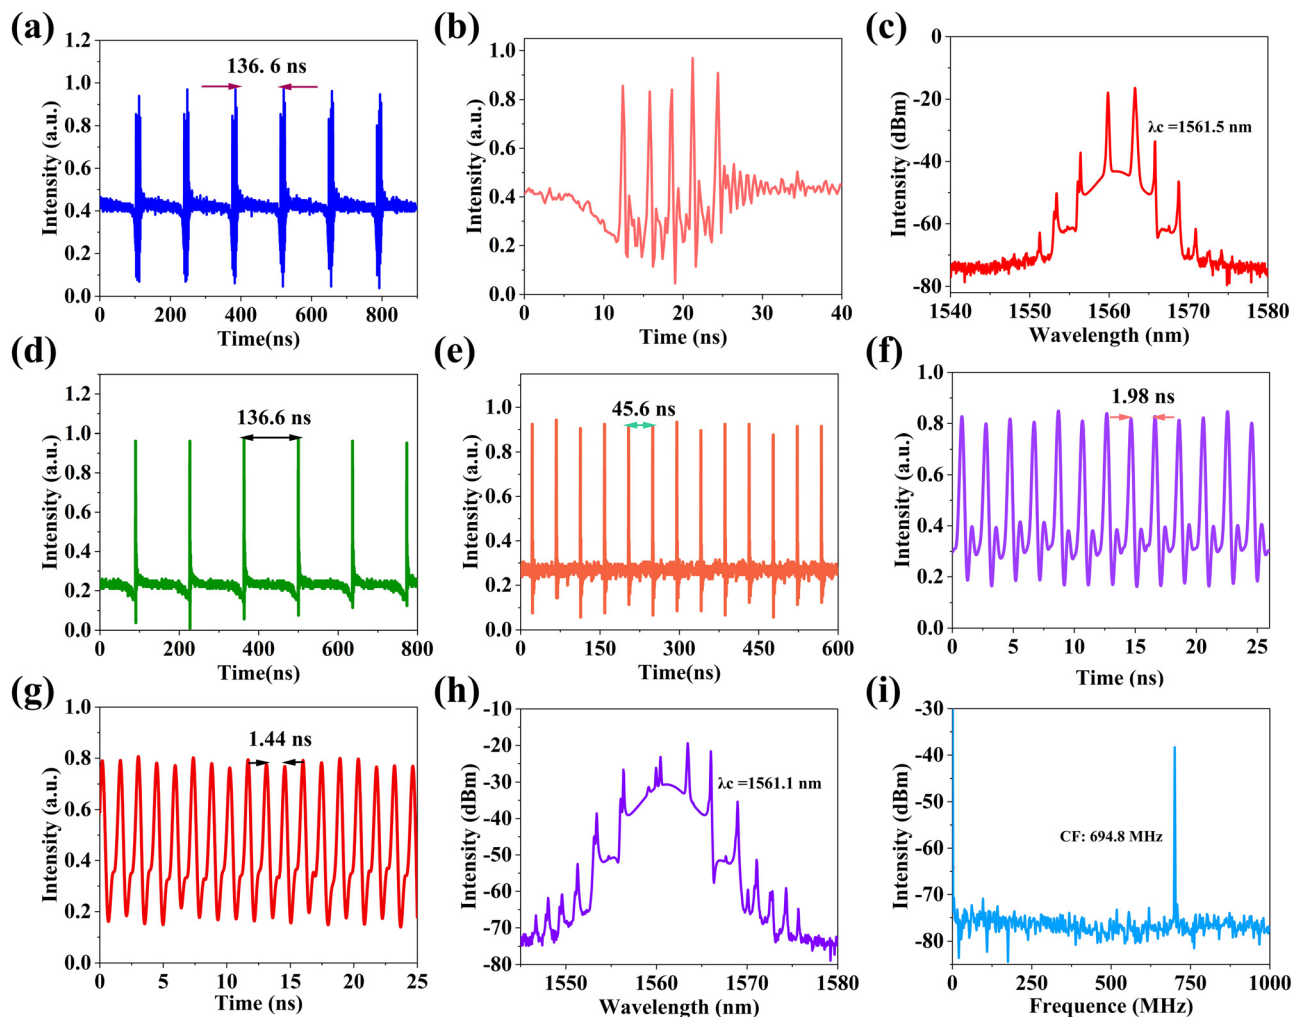 (a)
1.2
1.0
0.8
0.6
0.4
0.2
0.0
Intensity (a.u.)
136. 6 ns
0 200 400 600 800
Time(ns)
(b)
1.0
0.8
0.6
0.4
0.2
0.0
Intensity (a.u.)
0 10 20 30 40
Time (ns)
(c)
0
-20
-40
-60
-80
Intensity (dBm)
λc =1561.5 nm
1540 1550 1560 1570 1580
Wavelength (nm)
(d)
1.2
1.0
0.8
0.6
0.4
0.2
0.0
Intensity (a.u.)
136.6 ns
0 200 400 600 800
Time(ns)
(e)
1.0
0.8
0.6
0.4
0.2
0.0
Intensity (a.u.)
45.6 ns
0 150 300 450 600
Time(ns)
(f)
1.0
0.8
0.6
0.4
0.2
0.0
Intensity (a.u.)
1.98 ns
0 5 10 15 20 25
Time (ns)
(g)
1.0
0.8
0.6
0.4
0.2
0.0
Intensity (a.u.)
1.44 ns
0 5 10 15 20 25
Time (ns)
(h)
-10
-20
-30
-40
-50
-60
-70
-80
Intensity (dBm)
λc =1561.1 nm
1550 1560 1570 1580
Wavelength (nm)
(i)
-30
-40
-50
-60
-70
-80
Intensity (dBm)
CF: 694.8 MHz
0 250 500 750 1000
Frequence (MHz)